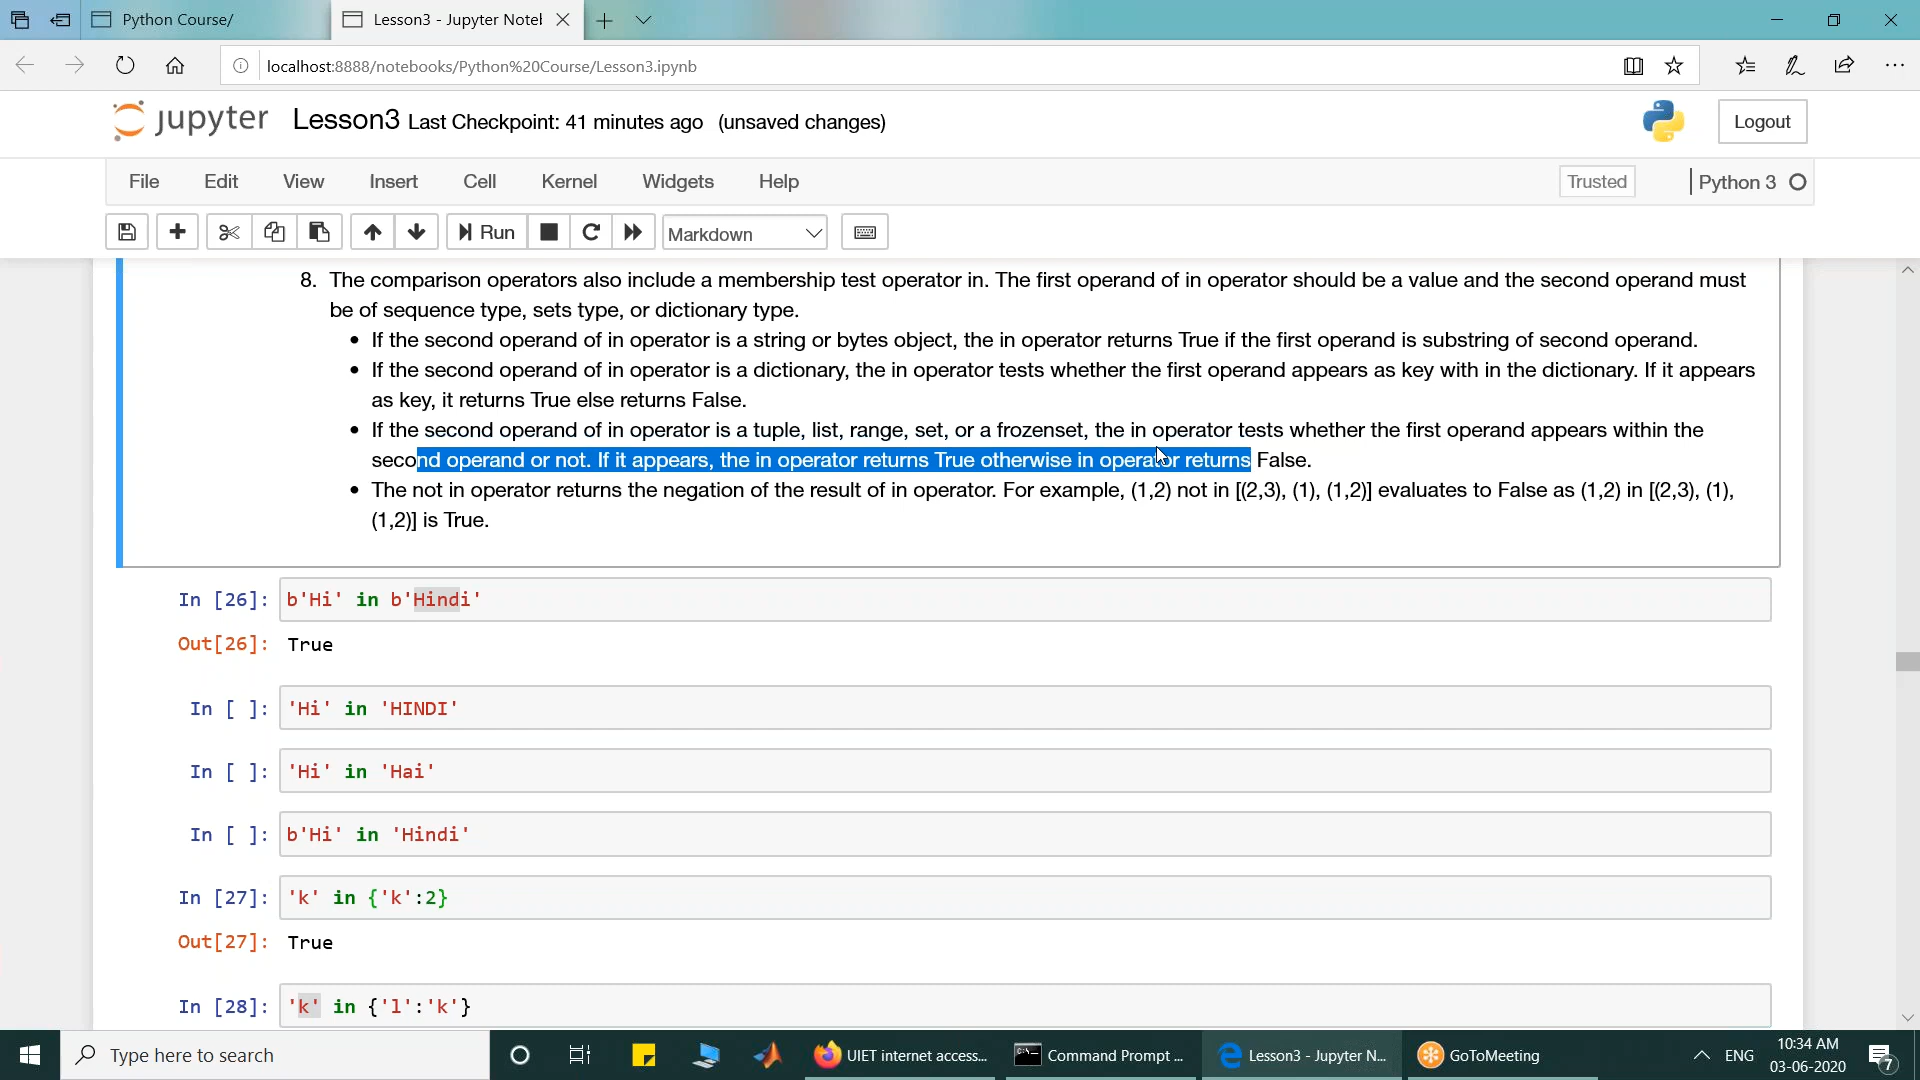 Python Course/
Lesson3 - Jupyter Notel
localhost:8888/notebooks/Python%20Course/Lesson3.ipynb
jupyter Lesson3 Last Checkpoint: 41 minutes ago (unsaved changes)
Logout
File Edit View Insert Cell Kernel Widgets Help
Trusted
Python 3
Run
Markdown
8. The comparison operators also include a membership test operator in. The first operand of in operator should be a value and the second operand must
be of sequence type, sets type, or dictionary type.
• If the second operand of in operator is a string or bytes object, the in operator returns True if the first operand is substring of second operand.
• If the second operand of in operator is a dictionary, the in operator tests whether the first operand appears as key with in the dictionary. If it appears
as key, it returns True else returns False.
• If the second operand of in operator is a tuple, list, range, set, or a frozenset, the in operator tests whether the first operand appears within the
second operand or not. If it appears, the in operator returns True otherwise in operator returns False.
• The not in operator returns the negation of the result of in operator. For example, (1,2) not in [(2,3), (1), (1,2)] evaluates to False as (1,2) in [(2,3), (1),
(1,2)] is True.
In [26]: b'Hi' in b'Hindi'
Out[26]: True
In [ ]: 'Hi' in 'HINDI'
In [ ]: 'Hi' in 'Hai'
In [ ]: b'Hi' in 'Hindi'
In [27]: 'k' in {'k':2}
Out[27]: True
In [28]: 'k' in {'l':'k'}
Type here to search
UIET internet access...
Command Prompt ...
Lesson3 - Jupyter N...
GoToMeeting
ENG
10:34 AM
03-06-2020
7